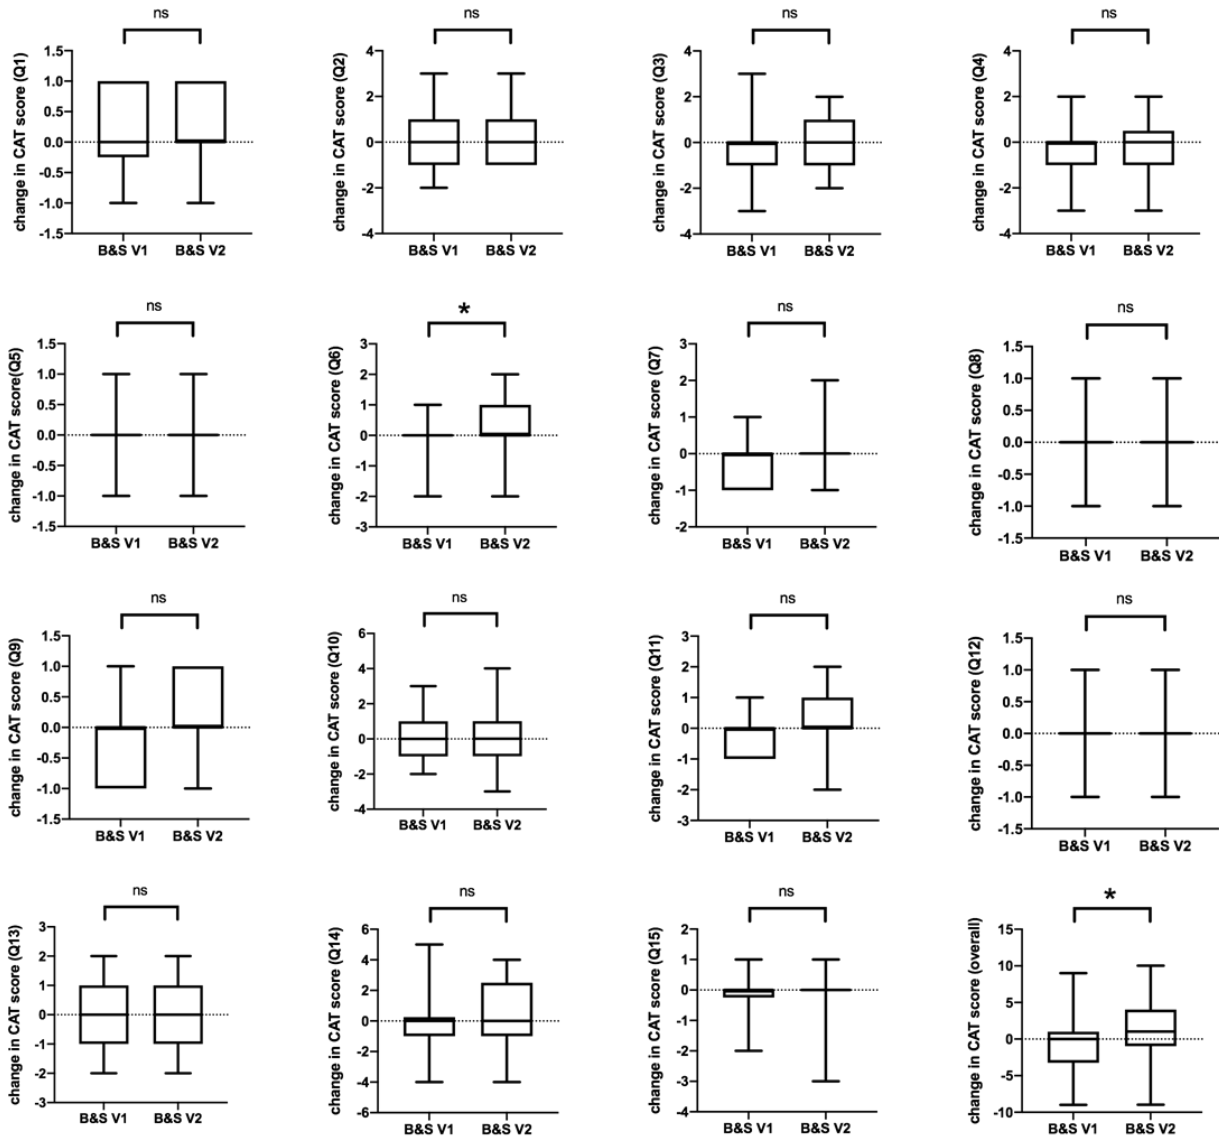 ns
change in CAT score (Q1)
1.5
1.0
0.5
0.0
-0.5
-1.0
-1.5
B&S V1 B&S V2
ns
change in CAT score (Q2)
4
2
0
-2
-4
B&S V1 B&S V2
ns
change in CAT score (Q3)
4
2
0
-2
-4
B&S V1 B&S V2
ns
change in CAT score (Q4)
4
2
0
-2
-4
B&S V1 B&S V2
ns
change in CAT score(Q5)
1.5
1.0
0.5
0.0
-0.5
-1.0
-1.5
B&S V1 B&S V2
*
change in CAT score (Q6)
3
2
1
0
-1
-2
-3
B&S V1 B&S V2
ns
change in CAT score (Q7)
3
2
1
0
-1
-2
B&S V1 B&S V2
ns
change in CAT score (Q8)
1.5
1.0
0.5
0.0
-0.5
-1.0
-1.5
B&S V1 B&S V2
ns
change in CAT score (Q9)
1.5
1.0
0.5
0.0
-0.5
-1.0
-1.5
B&S V1 B&S V2
ns
change in CAT score (Q10)
6
4
2
0
-2
-4
B&S V1 B&S V2
ns
change in CAT score (Q11)
3
2
1
0
-1
-2
-3
B&S V1 B&S V2
ns
change in CAT score (Q12)
1.5
1.0
0.5
0.0
-0.5
-1.0
-1.5
B&S V1 B&S V2
ns
change in CAT score (Q13)
3
2
1
0
-1
-2
-3
B&S V1 B&S V2
ns
change in CAT score (Q14)
6
4
2
0
-2
-4
-6
B&S V1 B&S V2
ns
change in CAT score (Q15)
2
1
0
-1
-2
-3
-4
B&S V1 B&S V2
*
change in CAT score (overall)
15
10
5
0
-5
-10
B&S V1 B&S V2